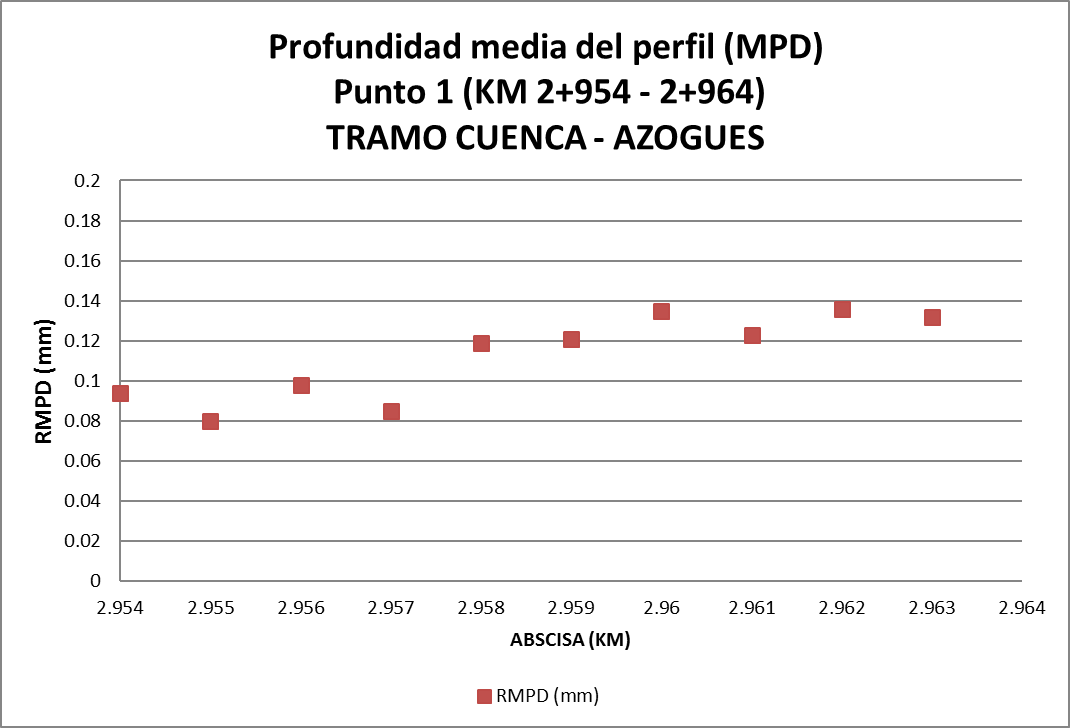 Profundidad media del perfil (MPD)
Punto 1 (KM 2+954 - 2+964)
TRAMO CUENCA - AZOGUES
0.2
0.18
0.16
0.14
0.12
0.1
0.08
0.06
0.04
0.02
0
RMPD (mm)
2.954 2.955 2.956 2.957 2.958 2.959 2.96 2.961 2.962 2.963 2.964
ABSCISA (KM)
RMPD (mm)